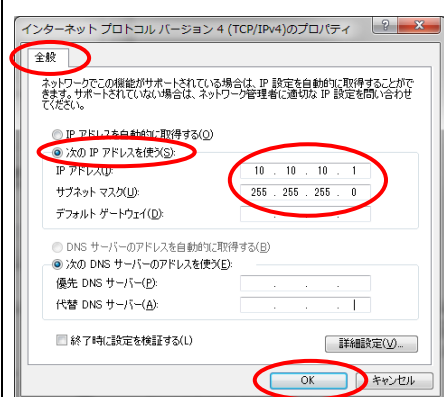 インターネット プロトコル バージョン 4 (TCP/IPv4)のプロパティ
全般
ネットワークでこの機能がサポートされている場合は、IP 設定を自動的に取得することがで
きます。サポートされていない場合は、ネットワーク管理者に適切な IP 設定を問い合わせ
てください。
IP アドレスを自動的に取得する(O)
次の IP アドレスを使う(S):
IP アドレス(I): 10 . 10 . 10 . 1
サブネット マスク(U): 255 . 255 . 255 . 0
デフォルト ゲートウェイ(D): . . .
DNS サーバーのアドレスを自動的に取得する(B)
次の DNS サーバーのアドレスを使う(E):
優先 DNS サーバー(P): . . .
代替 DNS サーバー(A): . . .
終了時に設定を検証する(L)
詳細設定(V)...
OK キャンセル